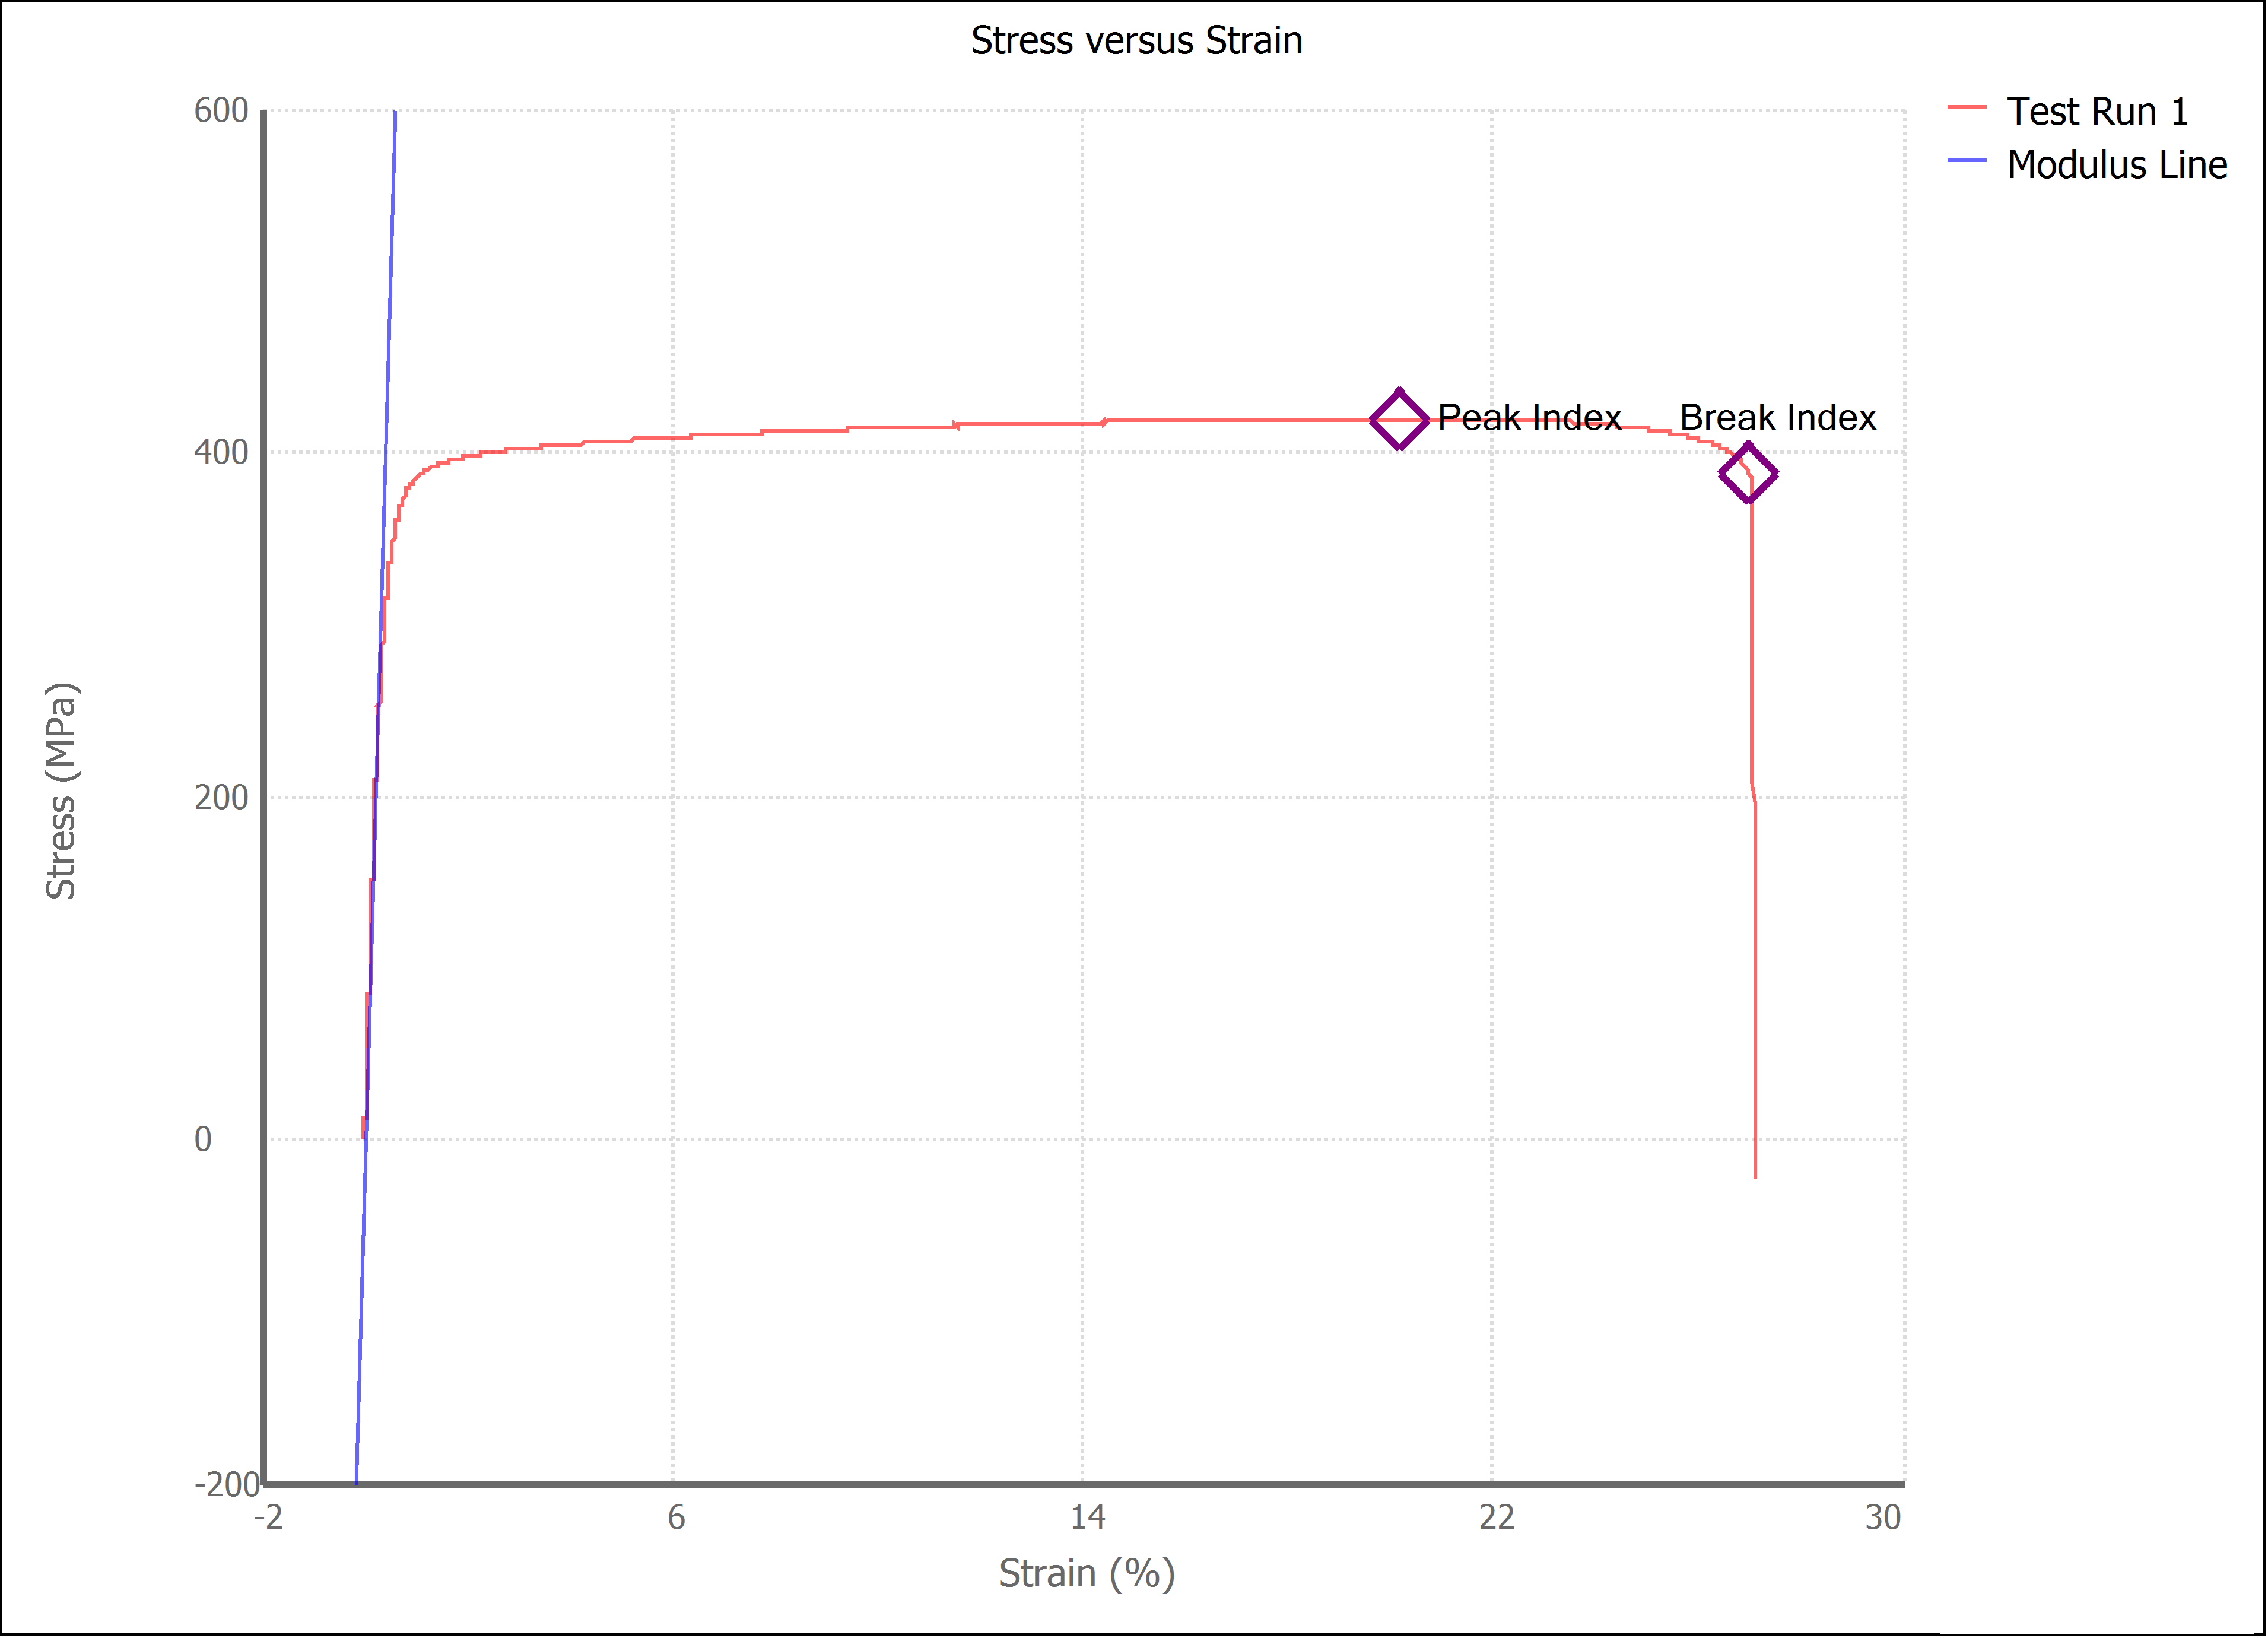 Stress versus Strain
Test Run 1
Modulus Line
600
400
200
0
-200
Stress (MPa)
Peak Index
Break Index
-2 6 14 22 30
Strain (%)